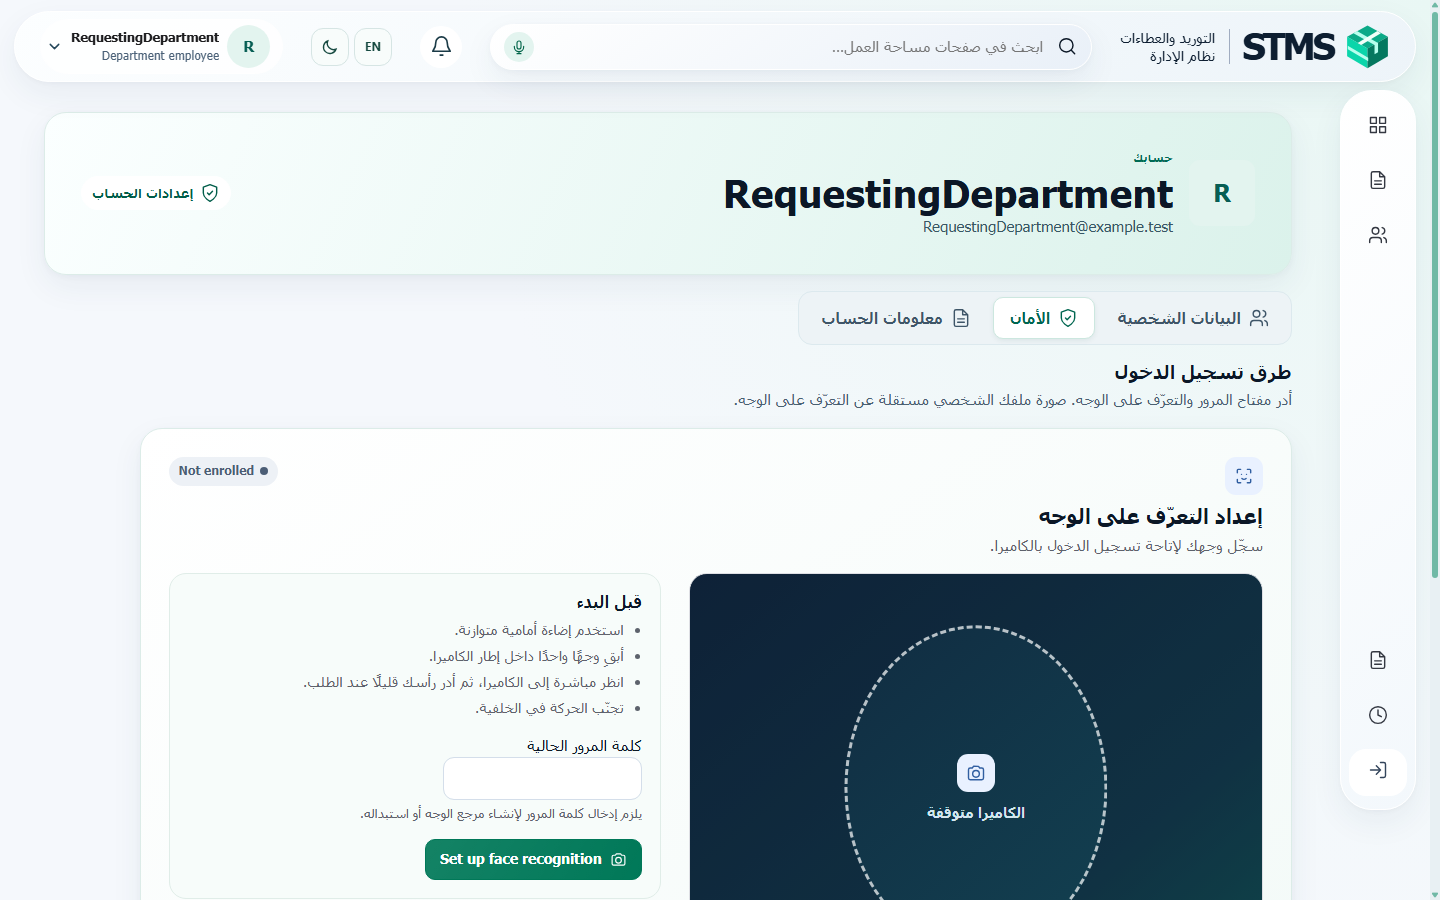 STMS
التوريد والعطاءات
نظام الإدارة
ابحث في صفحات مساحة العمل...
EN
R
RequestingDepartment
Department employee
حسابك
R
RequestingDepartment
RequestingDepartment@example.test
إعدادات الحساب
البيانات الشخصية
الأمان
معلومات الحساب
طرق تسجيل الدخول
أدر مفتاح المرور والتعرّف على الوجه. صورة ملفك الشخصي مستقلة عن التعرّف على الوجه.
Not enrolled
إعداد التعرّف على الوجه
سجّل وجهك لإتاحة تسجيل الدخول بالكاميرا.
الكاميرا متوقفة
قبل البدء
استخدم إضاءة أمامية متوازنة.
أبقِ وجهًا واحدًا داخل إطار الكاميرا.
انظر مباشرة إلى الكاميرا، ثم أدر رأسك قليلًا عند الطلب.
تجنّب الحركة في الخلفية.
كلمة المرور الحالية
يلزم إدخال كلمة المرور لإنشاء مرجع الوجه أو استبداله.
Set up face recognition